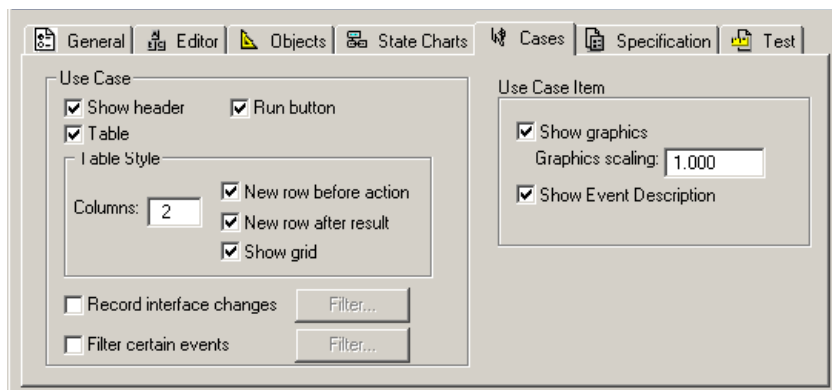 General Editor Objects State Charts Cases Specification Test
Use Case
Show header Run button
Table
Table Style
Columns: 2
New row before action
New row after result
Show grid
Record interface changes Filter...
Filter certain events Filter...
Use Case Item
Show graphics
Graphics scaling: 1.000
Show Event Description